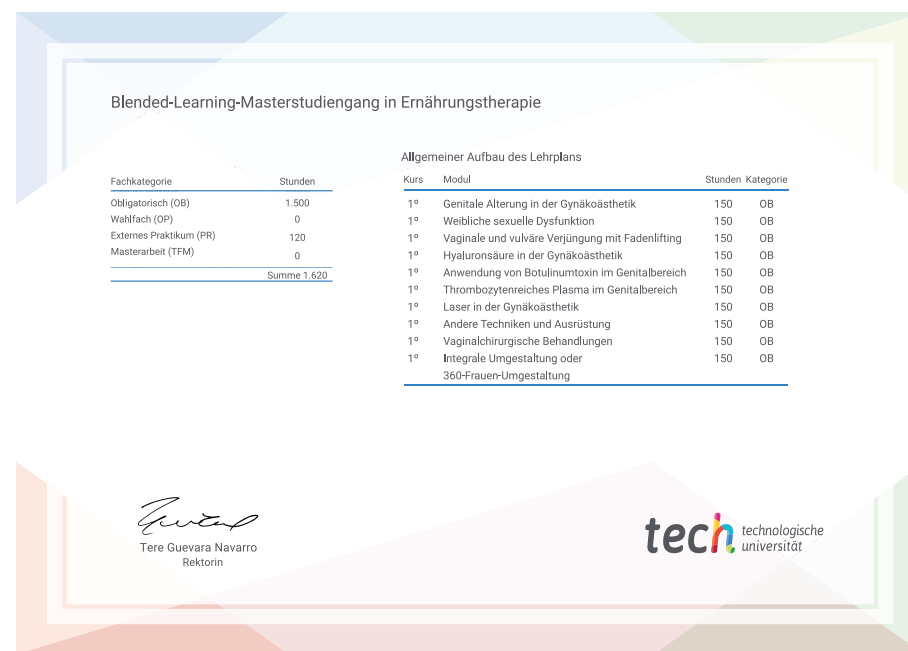 Blended-Learning-Masterstudiengang in Ernährungstherapie
Fachkategorie Stunden
Obligatorisch (OB) 1.500
Wahlfach (OP) 0
Externes Praktikum (PR) 120
Masterarbeit (TFM) 0
Summe 1.620
Allgemeiner Aufbau des Lehrplans
Kurs Modul Stunden Kategorie
1º Genitale Alterung in der Gynäkoästhetik 150 OB
1º Weibliche sexuelle Dysfunktion 150 OB
1º Vaginale und vulväre Verjüngung mit Fadenlifting 150 OB
1º Hyaluronsäure in der Gynäkoästhetik 150 OB
1º Anwendung von Botulinumtoxin im Genitalbereich 150 OB
1º Thrombozytenreiches Plasma im Genitalbereich 150 OB
1º Laser in der Gynäkoästhetik 150 OB
1º Andere Techniken und Ausrüstung 150 OB
1º Vaginalchirurgische Behandlungen 150 OB
1º Integrale Umgestaltung oder 150 OB
360-Frauen-Umgestaltung
Tere Guevara Navarro
Rektorin
tech technologische
universität